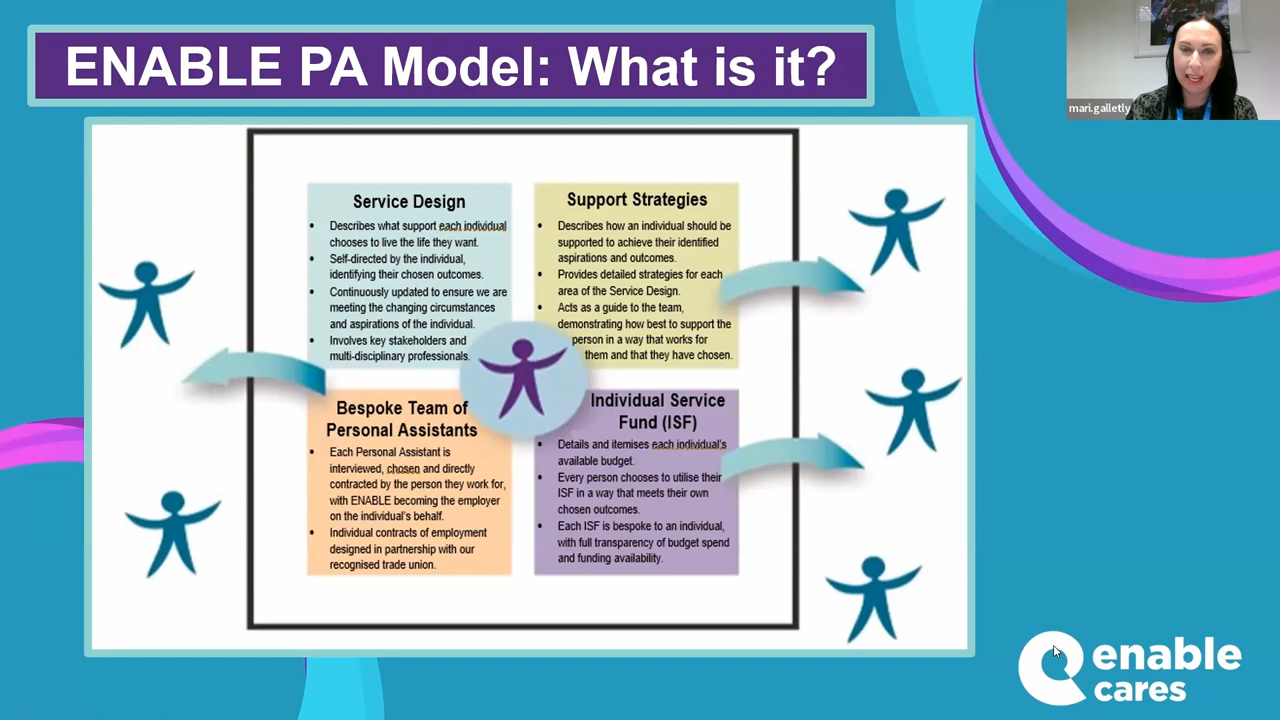 ENABLE PA Model: What is it?
mari.galletly
Service Design
• Describes what support each individual
chooses to live the life they want.
• Self-directed by the individual,
identifying their chosen outcomes.
• Continuously updated to ensure we are
meeting the changing circumstances
and aspirations of the individual.
• Involves key stakeholders and
multi-disciplinary professionals.
Support Strategies
• Describes how an individual should be
supported to achieve their identified
aspirations and outcomes.
• Provides detailed strategies for each
area of the Service Design.
• Acts as a guide to the team,
demonstrating how best to support the
person in a way that works for
them and that they have chosen.
Bespoke Team of
Personal Assistants
• Each Personal Assistant is
interviewed, chosen and directly
contracted by the person they work for,
with ENABLE becoming the employer
on the individual's behalf.
• Individual contracts of employment
designed in partnership with our
recognised trade union.
Individual Service
Fund (ISF)
• Details and itemises each individual's
available budget.
• Every person chooses to utilise their
ISF in a way that meets their own
chosen outcomes.
• Each ISF is bespoke to an individual,
with full transparency of budget spend
and funding availability.
enable
cares